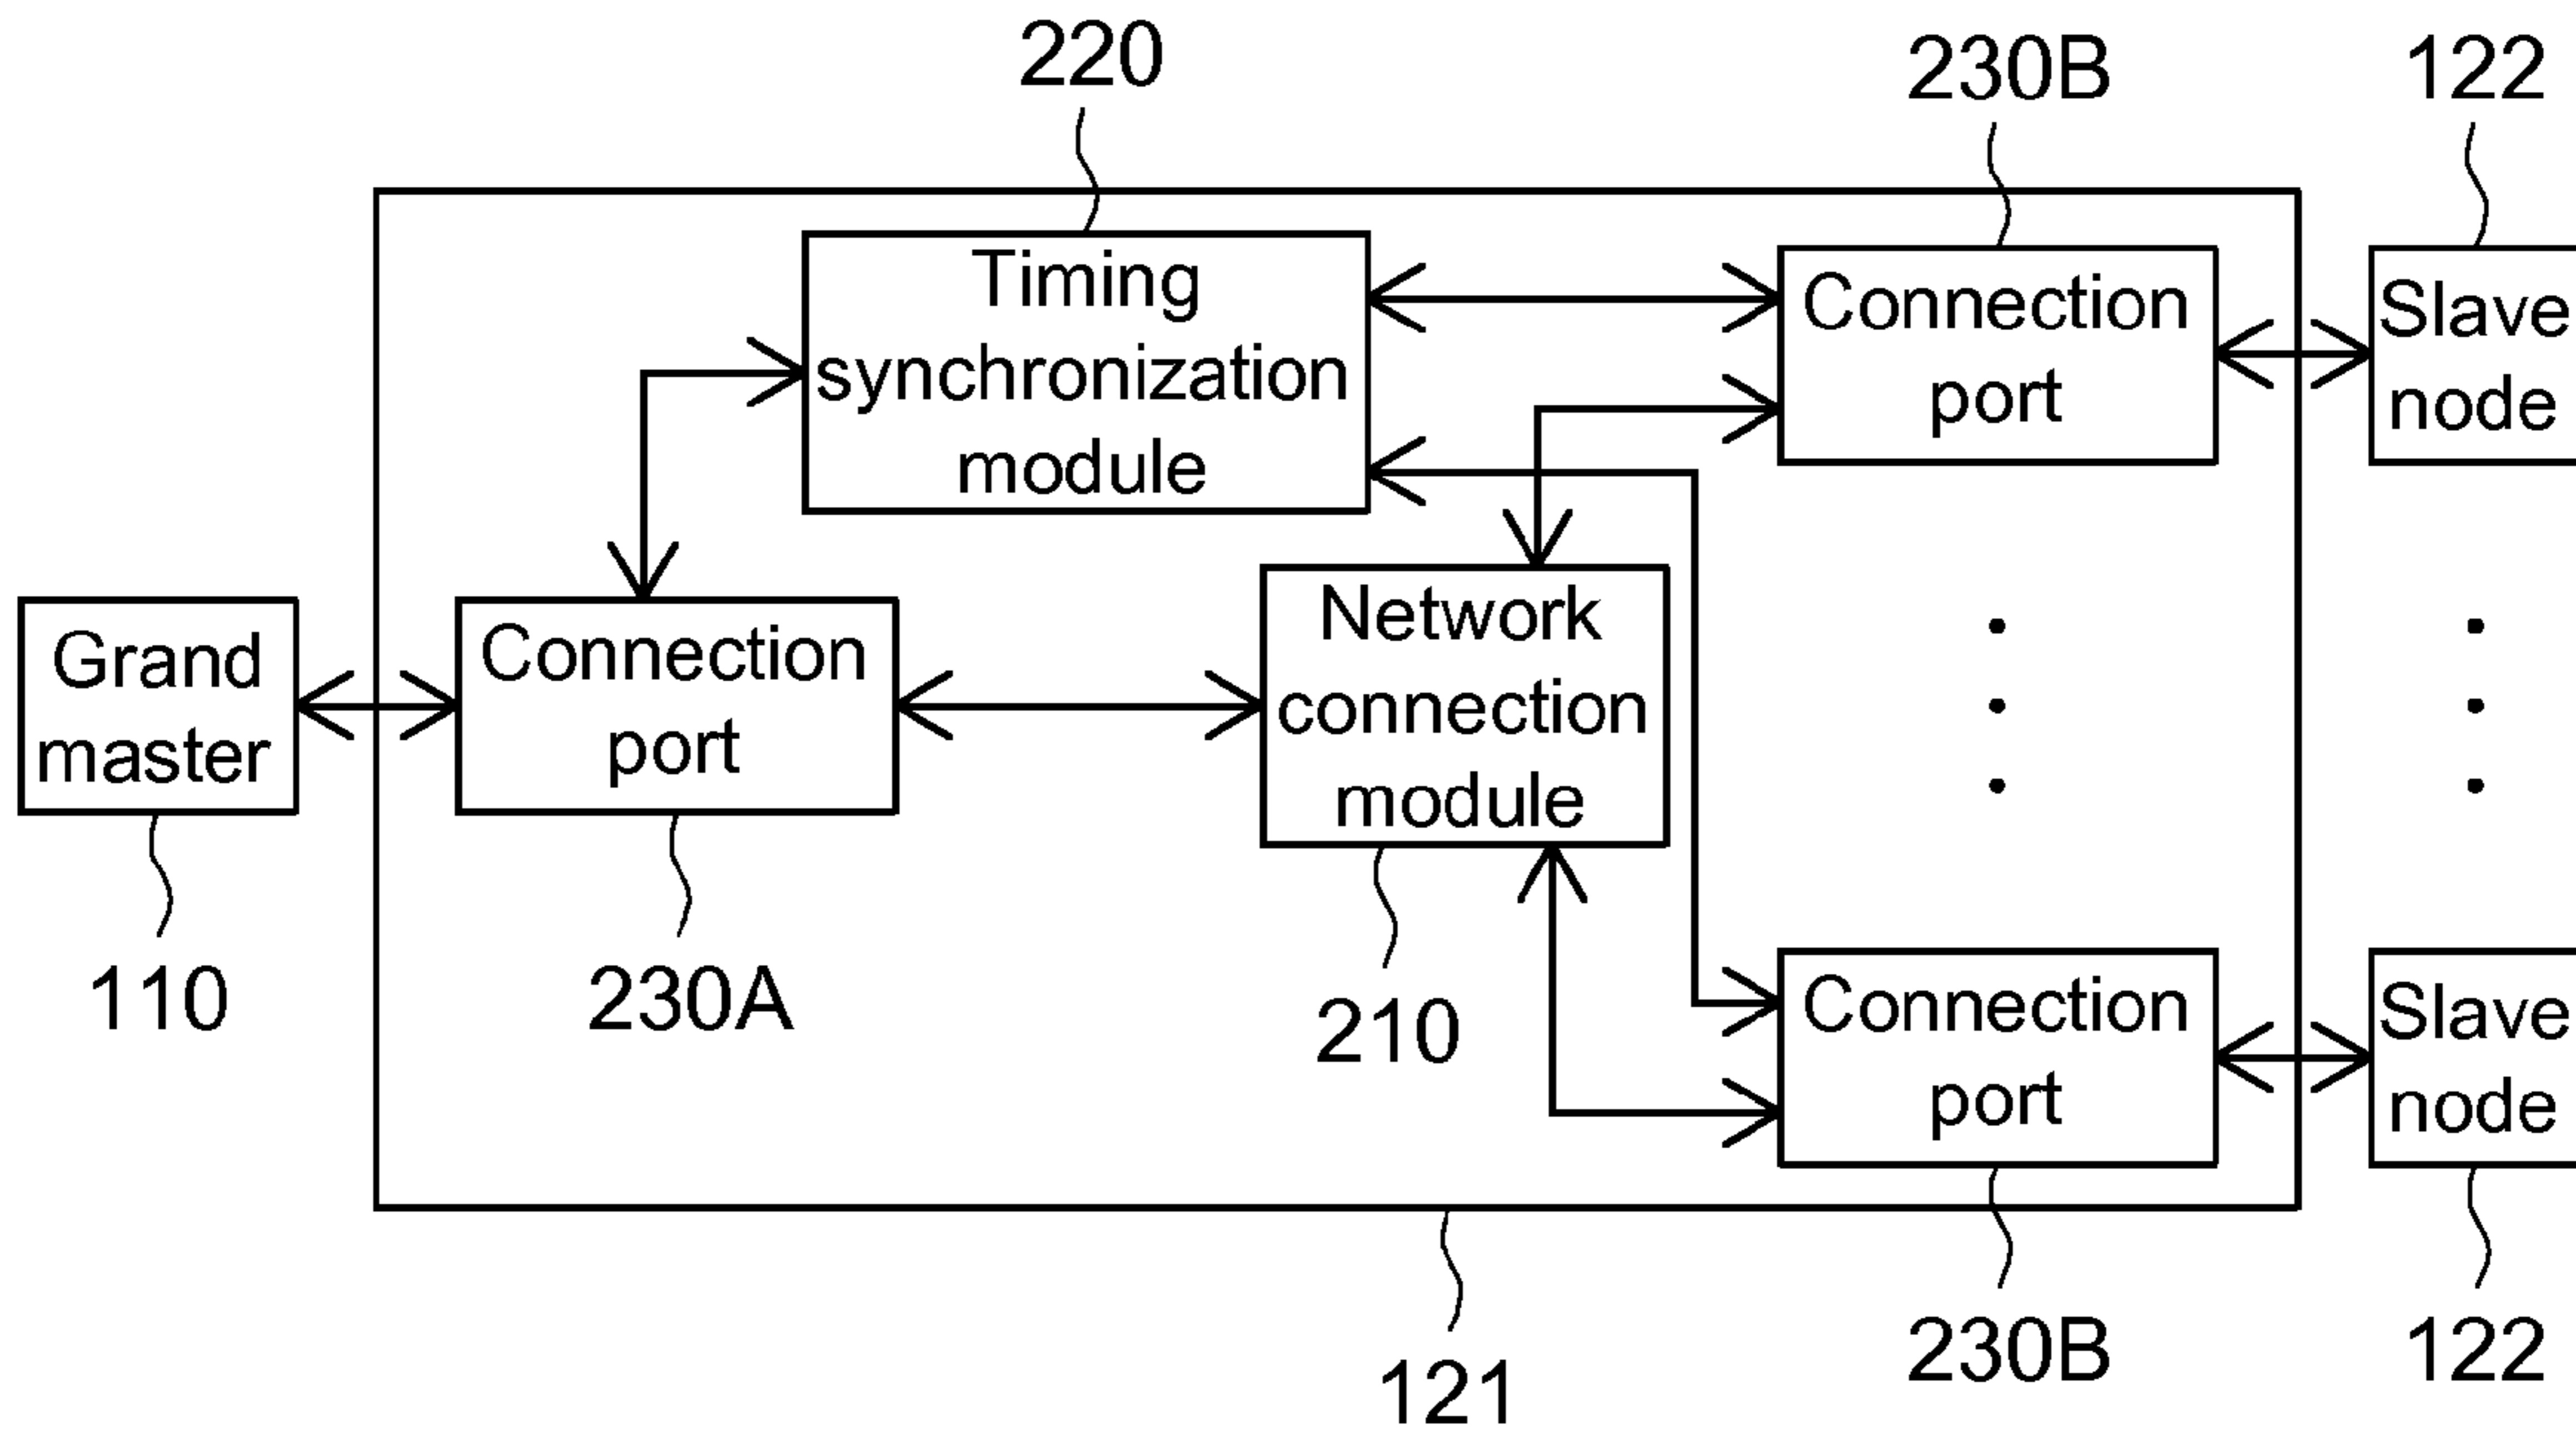 220
230B
122
Timing
synchronization
module
Connection
port
Slave
node
Grand
master
Connection
port
Network
connection
module
110
230A
210
Connection
port
Slave
node
121
230B
122